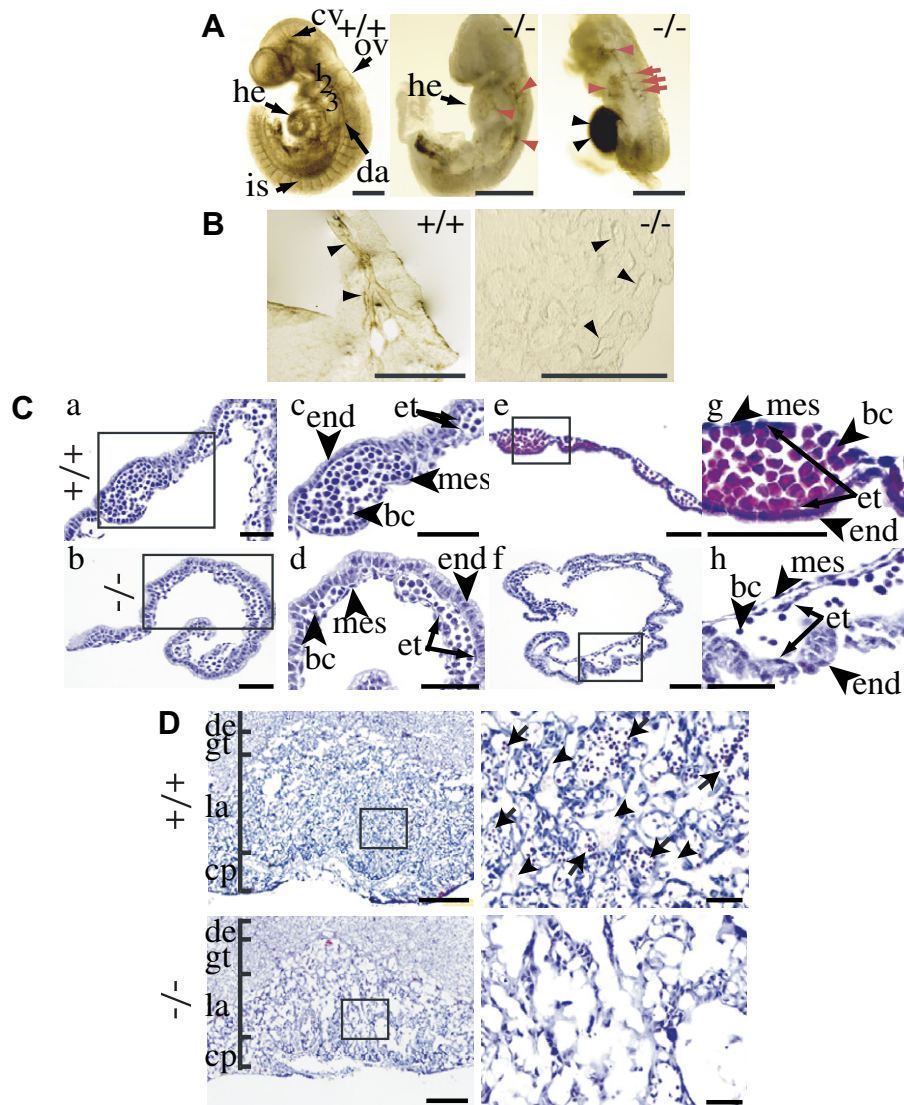 A
cv
+/+
ov
1
2
3
he
is
da
-/-
he
-/-
B
+/+
-/-
C
+/+
a
c
end
et
mes
bc
e
g
mes
bc
et
end
-/-
b
d
end
mes
bc
et
f
h
bc
mes
et
end
D
+/+
de
gt
la
cp
-/-
de
gt
la
cp